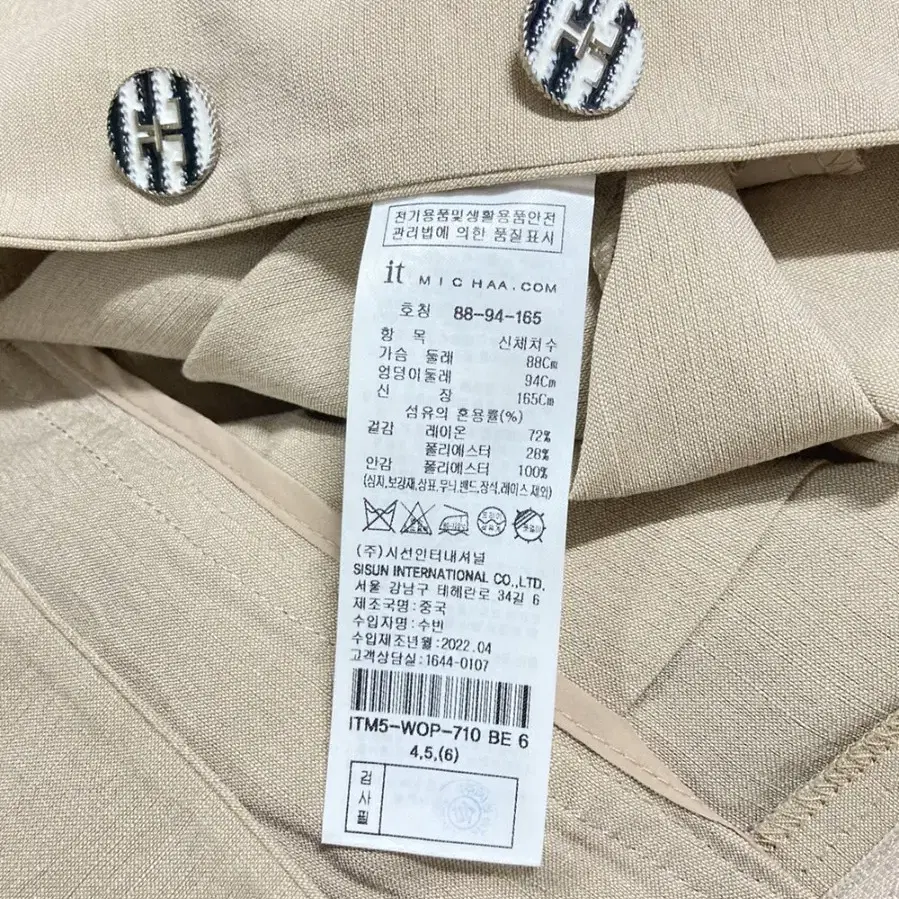 전기용품및생활용품안전
관리법에 의한 품질표시
it MICHAA.COM
호칭 88-94-165
항 목 신체치수
가슴 둘레 88Cm
엉덩이둘레 94Cm
신 장 165Cm
섬유의 혼용률(%)
겉감 레이온 72%
폴리에스터 28%
안감 폴리에스터 100%
(심지,보강재,상표,무늬,밴드,장식,레이스 제외)
(주)시선인터내셔널
SISUN INTERNATIONAL CO.,LTD.
서울 강남구 테헤란로 34길 6
제조국명:중국
수입자명:수번
수입제조년월:2022.04
고객상담실:1644-0107
ITM5-WOP-710 BE 6
4,5,(6)
검사필